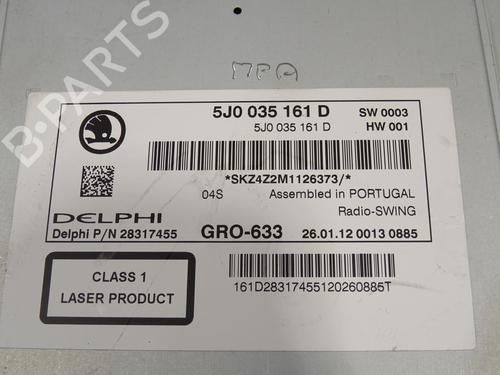 MPA
5J0 035 161 D SW 0003
5J0 035 161 D HW 001
*SKZ4Z2M1126373/*
04S Assembled in PORTUGAL
Radio-SWING
DELPHI
Delphi P/N 28317455 GRO-633 26.01.12 0013 0885
CLASS 1
LASER PRODUCT
161D28317455120260885T
B-PARTS